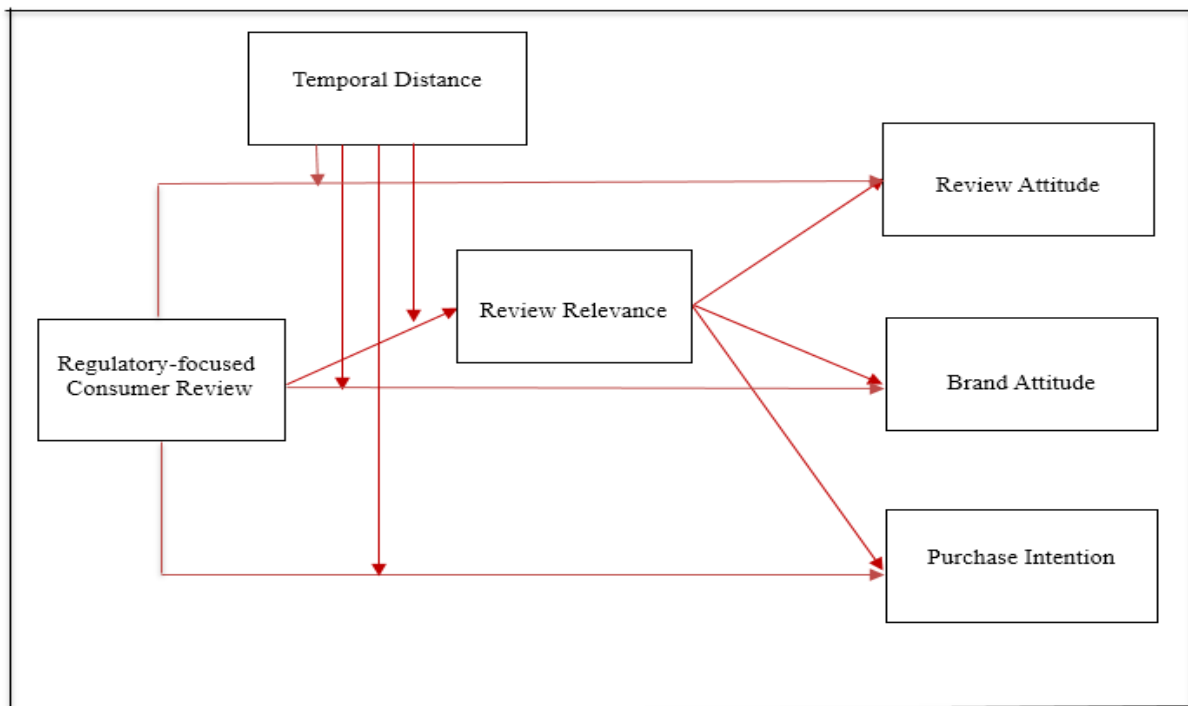 Temporal Distance
Review Attitude
Review Relevance
Regulatory-focused
Consumer Review
Brand Attitude
Purchase Intention